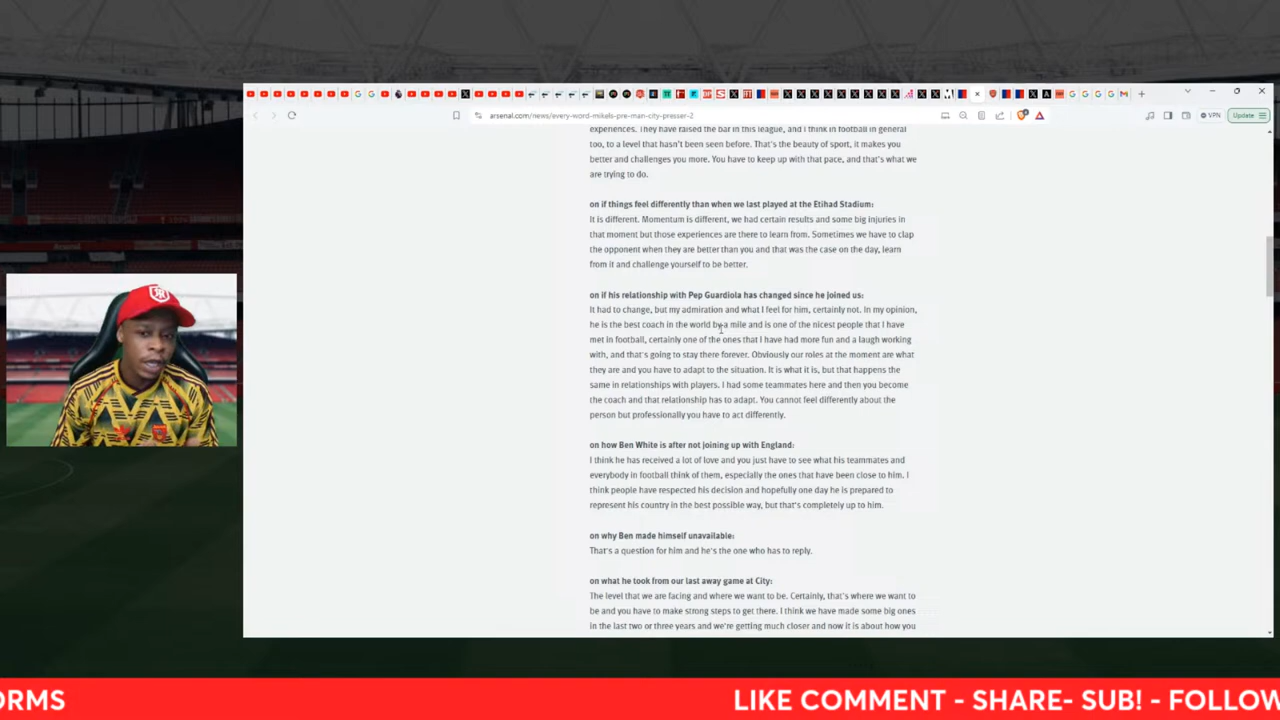 arsenal.com/news/every-word-mikels-pre-man-city-presser-2
VPN
Update
experiences. They have raised the bar in this league, and I think in football in general
too, to a level that hasn't been seen before. That's the beauty of sport, it makes you
better and challenges you more. You have to keep up with that pace, and that's what we
are trying to do.
on if things feel differently than when we last played at the Etihad Stadium:
It is different. Momentum is different, we had certain results and some big injuries in
that moment but those experiences are there to learn from. Sometimes we have to clap
the opponent when they are better than you and that was the case on the day, learn
from it and challenge yourself to be better.
on if his relationship with Pep Guardiola has changed since he joined us:
It had to change, but my admiration and what I feel for him, certainly not. In my opinion,
he is the best coach in the world by a mile and is one of the nicest people that I have
met in football, certainly one of the ones that I have had more fun and a laugh working
with, and that's going to stay there forever. Obviously our roles at the moment are what
they are and you have to adapt to the situation. It is what it is, but that happens the
same in relationships with players. I had some teammates here and then you become
the coach and that relationship has to adapt. You cannot feel differently about the
person but professionally you have to act differently.
on how Ben White is after not joining up with England:
I think he has received a lot of love and you just have to see what his teammates and
everybody in football think of them, especially the ones that have been close to him. I
think people have respected his decision and hopefully one day he is prepared to
represent his country in the best possible way, but that's completely up to him.
on why Ben made himself unavailable:
That's a question for him and he's the one who has to reply.
on what he took from our last away game at City:
The level that we are facing and where we want to be. Certainly, that's where we want to
be and you have to make strong steps to get there. I think we have made some big ones
in the last two or three years and we're getting much closer and now it is about how you
ORMS
LIKE COMMENT - SHARE- SUB! - FOLLOW